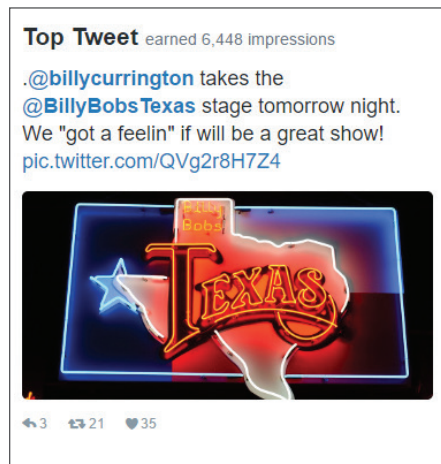 Top Tweet earned 6,448 impressions
.@billycurrington takes the
@BillyBobsTexas stage tomorrow night.
We "got a feelin" if will be a great show!
pic.twitter.com/QVg2r8H7Z4
Billy
Bobs
TEXAS
3 21 35